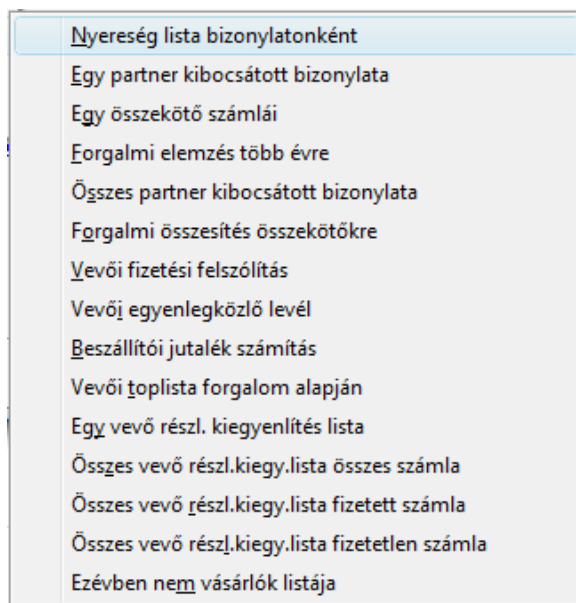 Nyereség lista bizonylatonként
Egy partner kibocsátott bizonylata
Egy összekötő számlái
Forgalmi elemzés több évre
Összes partner kibocsátott bizonylata
Forgalmi összesítés összekötőkre
Vevői fizetési felszólítás
Vevői egyenlegközlő levél
Beszállítói jutalék számítás
Vevői toplista forgalom alapján
Egy vevő részl. kiegyenlítés lista
Összes vevő részl.kiegy.lista összes számla
Összes vevő részl.kiegy.lista fizetett számla
Összes vevő részl.kiegy.lista fizetetlen számla
Ezévben nem vásárlók listája